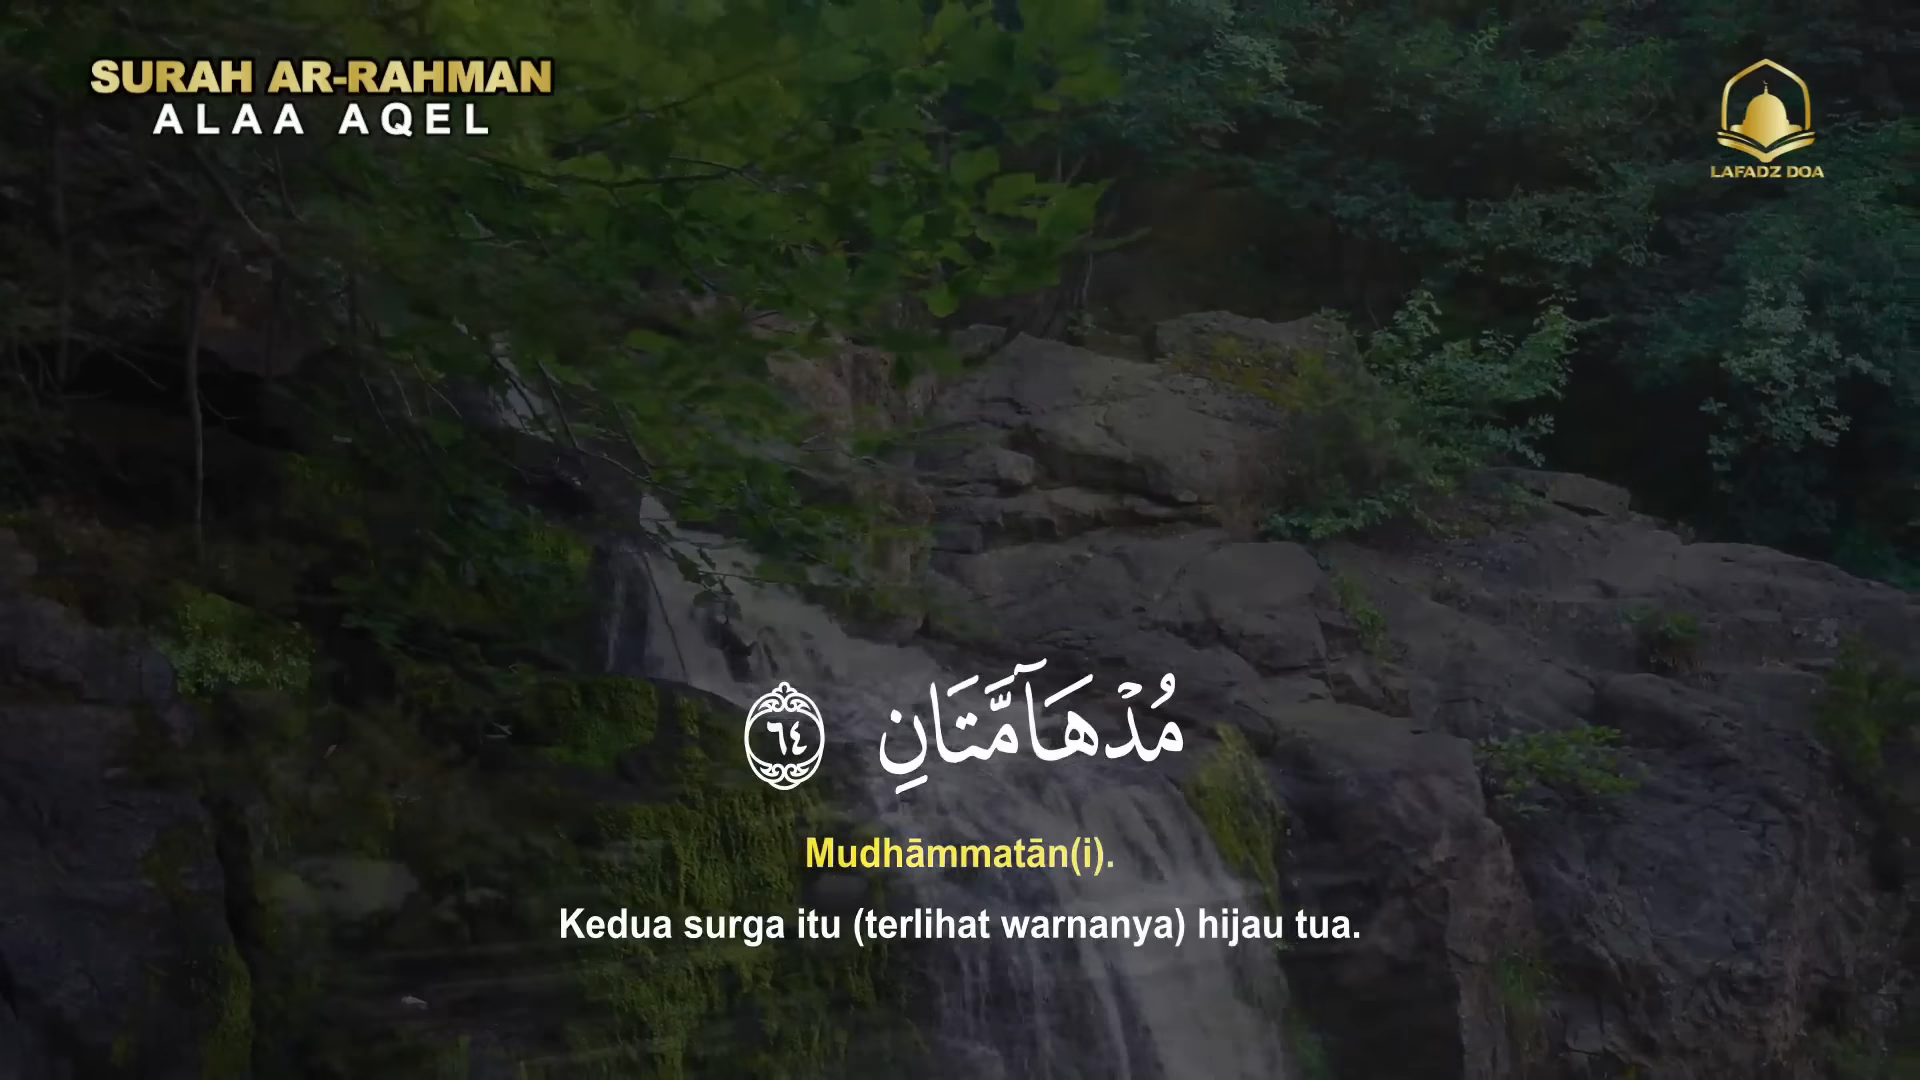 SURAH AR-RAHMAN
ALAA AQEL
LAFADZ DOA
مُدْهَآمَّتَانِ ٦٤
Mudhāmmatān(i).
Kedua surga itu (terlihat warnanya) hijau tua.